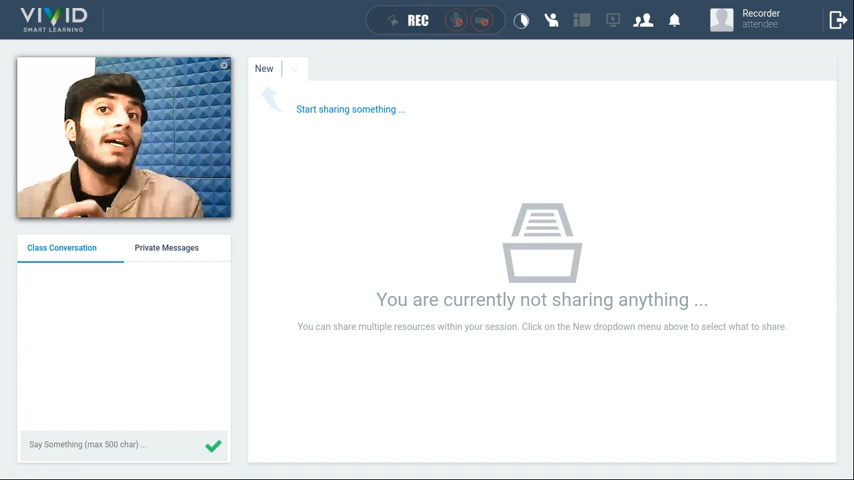 VIVID
SMART LEARNING
REC
Recorder
attendee
New
Start sharing something ...
Class Conversation
Private Messages
You are currently not sharing anything ...
You can share multiple resources within your session. Click on the New dropdown menu above to select what to share.
Say Something (max 500 char) ...